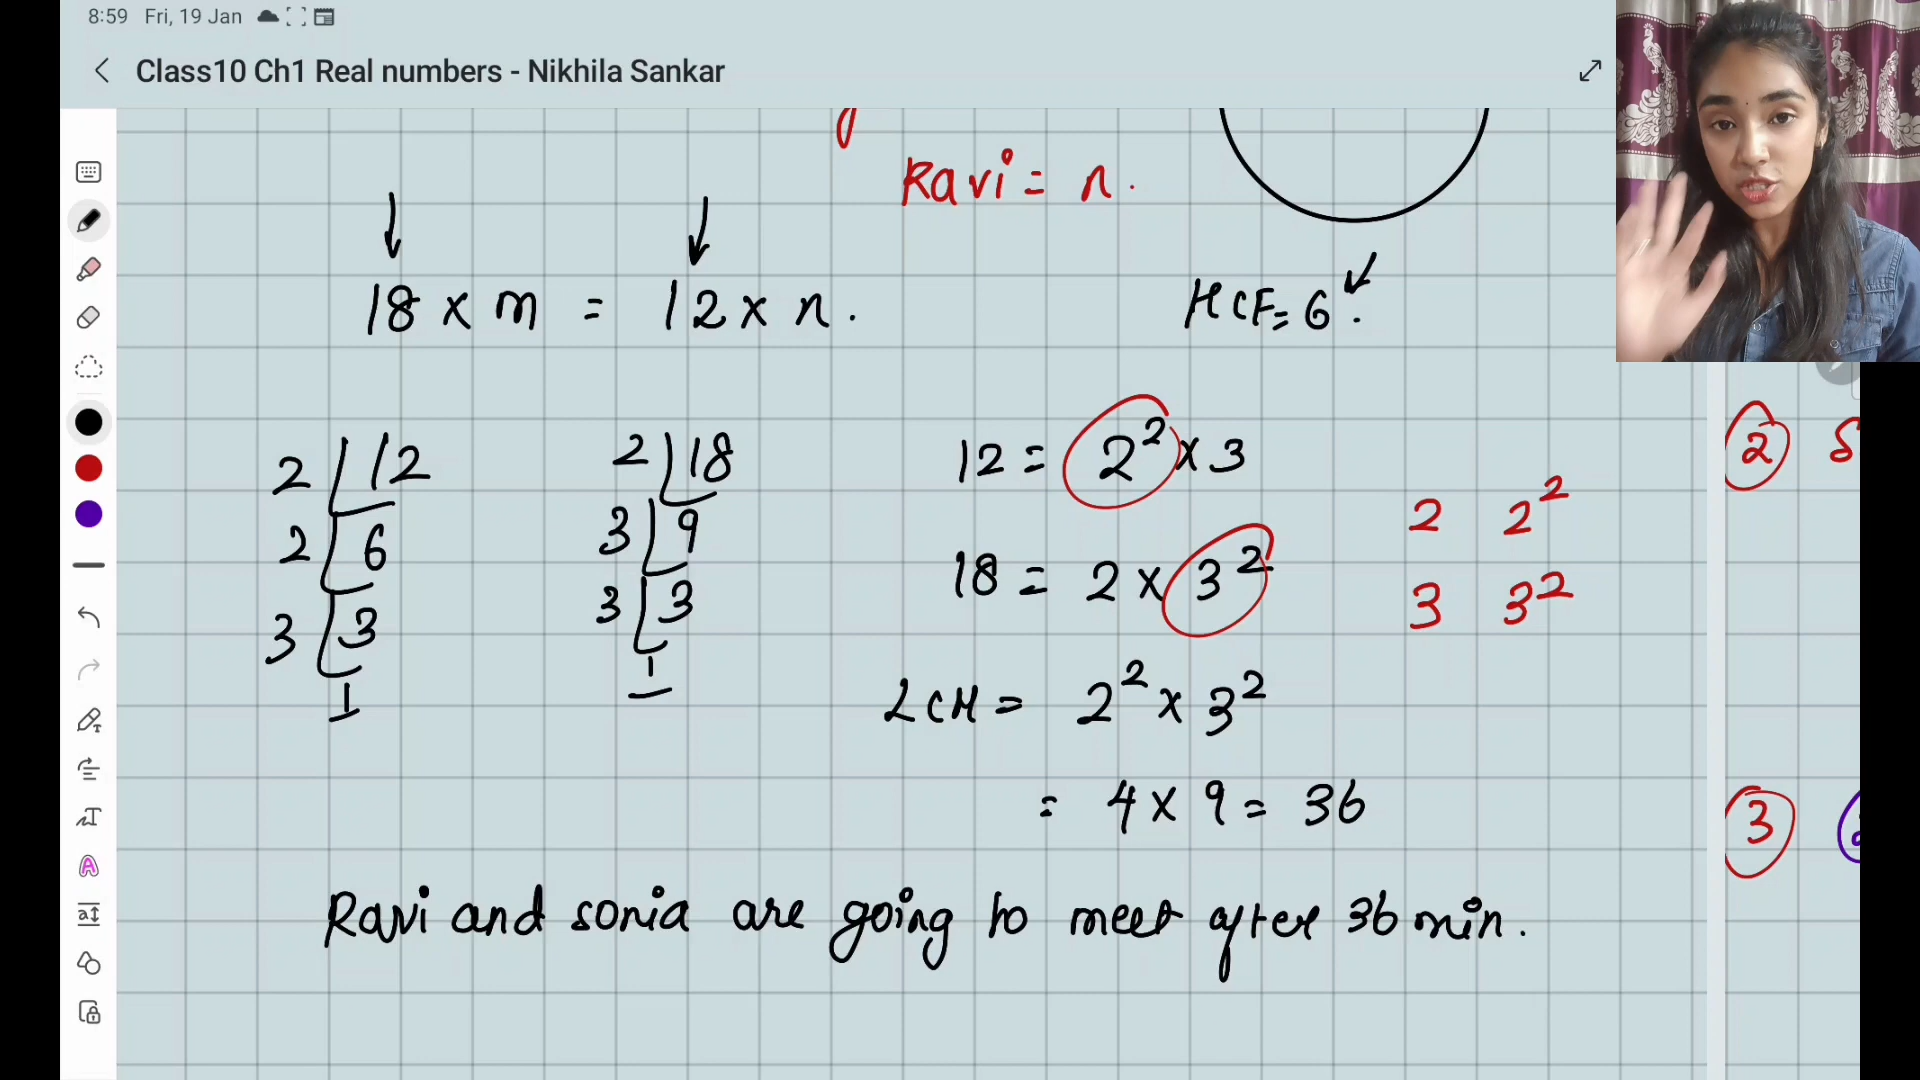 8:59 Fri, 19 Jan
Class10 Ch1 Real numbers - Nikhila Sankar
Ravi = n.
18 × m = 12 × n.
HCF = 6.
2 | 12
2 | 6
3 | 3
1
2 | 18
3 | 9
3 | 3
1
12 = 2² × 3
18 = 2 × 3²
2 2²
3 3²
LCM = 2² × 3²
= 4 × 9 = 36
Ravi and sonia are going to meet after 36 min.
2
3